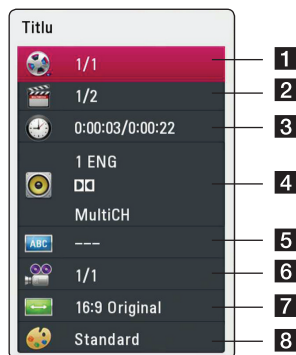 Titlu
1/1 1
1/2 2
0:00:03/0:00:22 3
1 ENG
MultiCH 4
ABC --- 5
1/1 6
16:9 Original 7
Standard 8